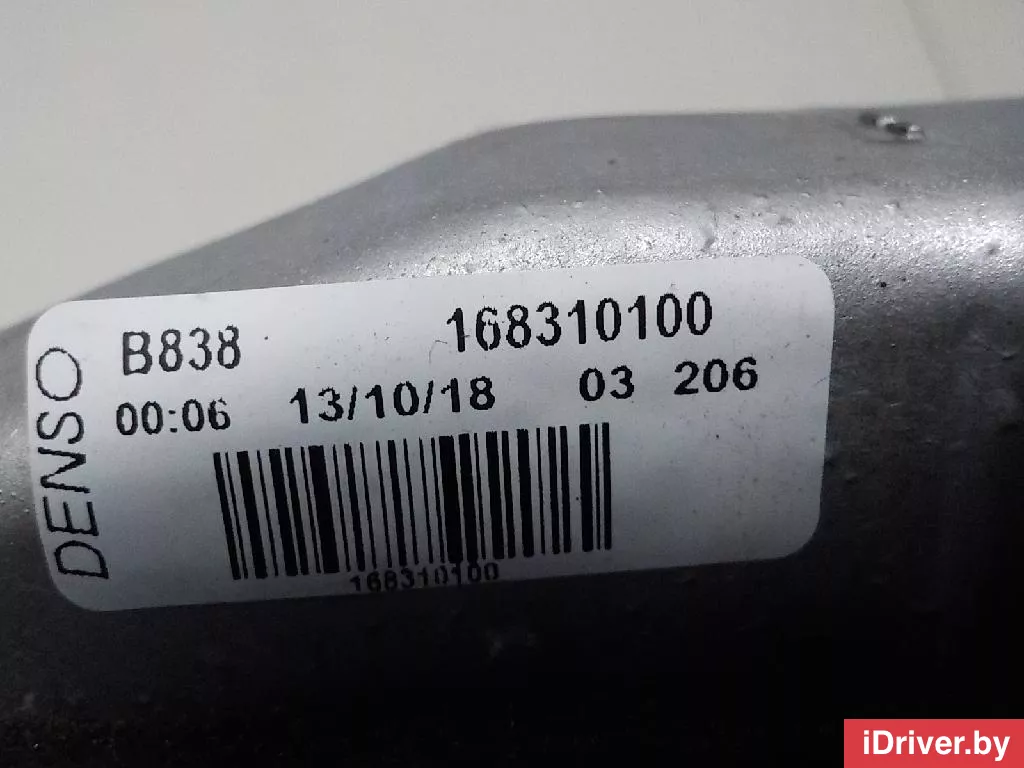 DENSO
B838 168310100
00:06 13/10/18 03 206
168310100
iDriver.by